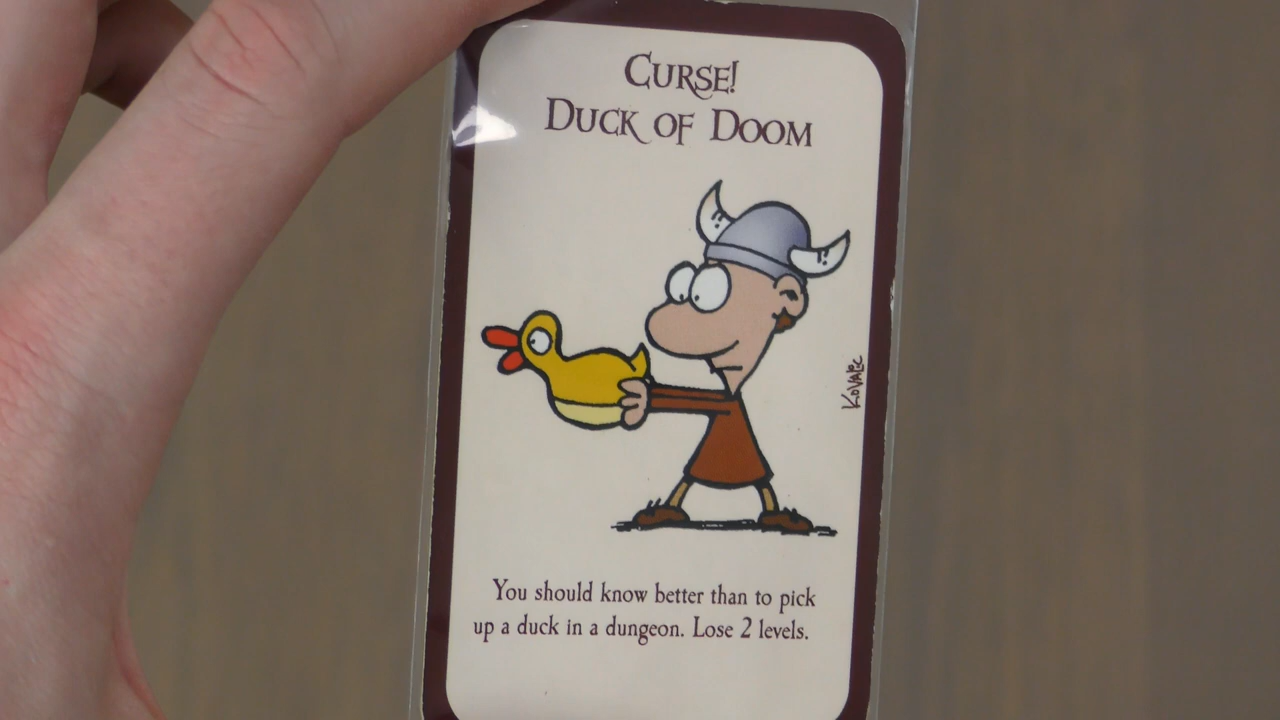 Curse!
Duck of Doom
Kovalic
You should know better than to pick
up a duck in a dungeon. Lose 2 levels.